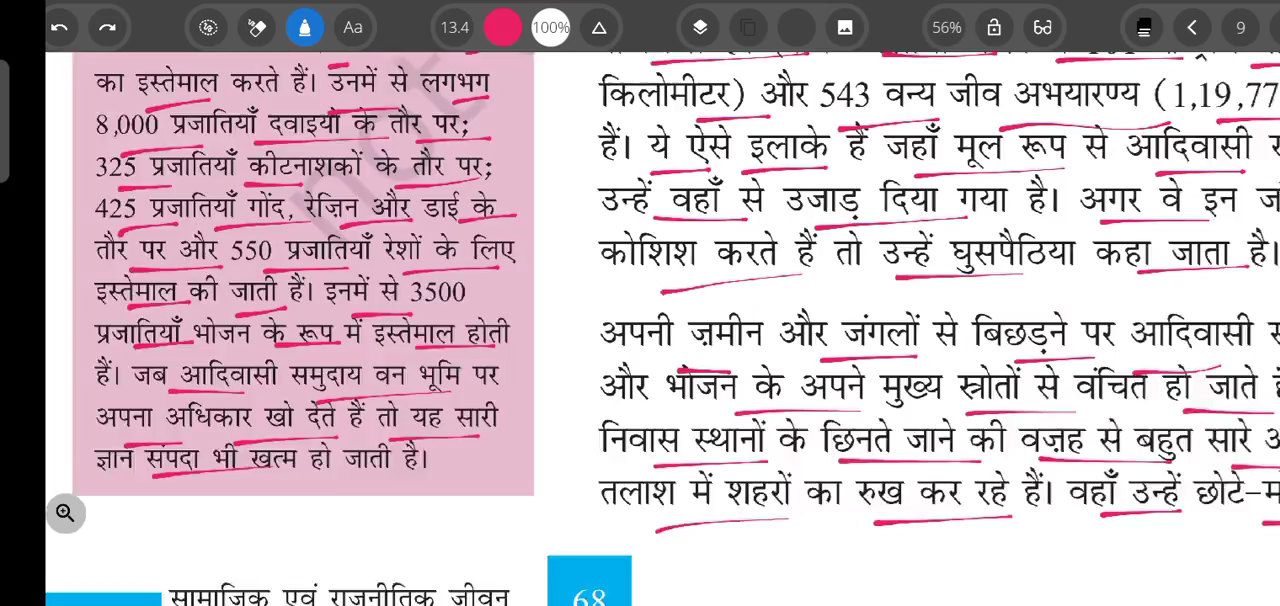 Aa
13.4
100%
56%
9
का इस्तेमाल करते हैं। उनमें से लगभग
8,000 प्रजातियाँ दवाइयो के तौर पर;
325 प्रजातियाँ कीटनाशकों के तौर पर;
425 प्रजातियाँ गोंद, रेज़िन और डाई के
तौर पर और 550 प्रजातियाँ रेशों के लिए
इस्तेमाल की जाती हैं। इनमें से 3500
प्रजातियाँ भोजन के रूप में इस्तेमाल होती
हैं। जब आदिवासी समुदाय वन भूमि पर
अपना अधिकार खो देते हैं तो यह सारी
ज्ञान संपदा भी खत्म हो जाती है।
किलोमीटर) और 543 वन्य जीव अभयारण्य (1,19,77
हैं। ये ऐसे इलाके हैं जहाँ मूल रूप से आदिवासी
उन्हें वहाँ से उजाड़ दिया गया है। अगर वे इन
कोशिश करते हैं तो उन्हें घुसपैठिया कहा जाता है।
अपनी ज़मीन और जंगलों से बिछड़ने पर आदिवासी
और भोजन के अपने मुख्य स्रोतों से वंचित हो जाते
निवास स्थानों के छिनते जाने की वज़ह से बहुत सारे
तलाश में शहरों का रुख कर रहे हैं। वहाँ उन्हें छोटे-
सामाजिक एवं राजनीतिक जीवन
68